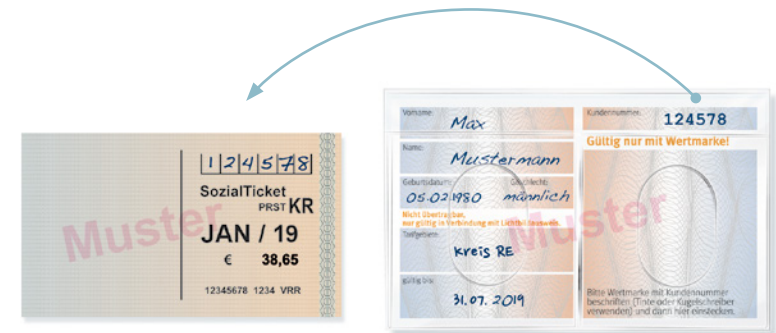 124578
SozialTicket
PRST KR
JAN / 19
€ 38,65
12345678 1234 VRR
Muster
Vorname:
Max
Name:
Mustermann
Geburtsdatum: Geschlecht:
05.02.1980 männlich
Nicht übertragbar,
nur gültig in Verbindung mit Lichtbildausweis.
Tarifgebiet:
Kreis RE
gültig bis:
31.07.2019
Kundennummer:
124578
Gültig nur mit Wertmarke!
Bitte Wertmarke mit Kundennummer
beschriften (Tinte oder Kugelschreiber
verwenden) und dann hier einstecken.
Muster